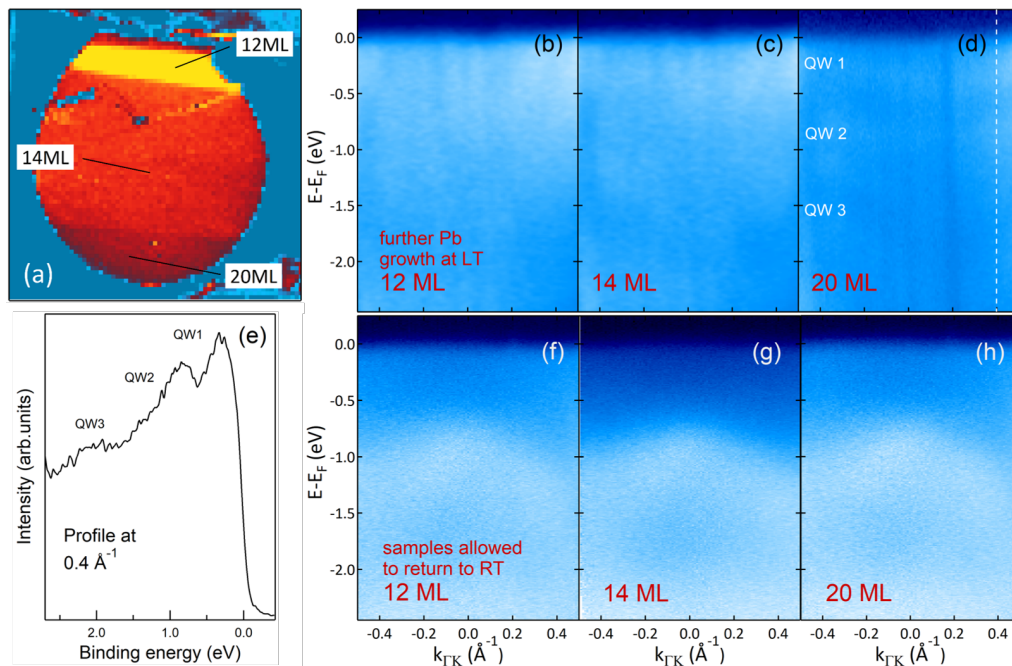 12ML
14ML
20ML
(a)
E-E_F (eV)
0.0
-0.5
-1.0
-1.5
-2.0
(b)
further Pb
growth at LT
12 ML
(c)
14 ML
(d)
QW 1
QW 2
QW 3
20 ML
(e)
QW1
QW2
QW3
Profile at
0.4 Å⁻¹
Intensity (arb.units)
2.0 1.0 0.0
Binding energy (eV)
E-E_F (eV)
0.0
-0.5
-1.0
-1.5
-2.0
(f)
samples allowed
to return to RT
12 ML
(g)
14 ML
(h)
20 ML
-0.4 -0.2 0.0 0.2 0.4
-0.4 -0.2 0.0 0.2 0.4
-0.4 -0.2 0.0 0.2 0.4
k_ΓK (Å⁻¹)
k_ΓK (Å⁻¹)
k_ΓK (Å⁻¹)